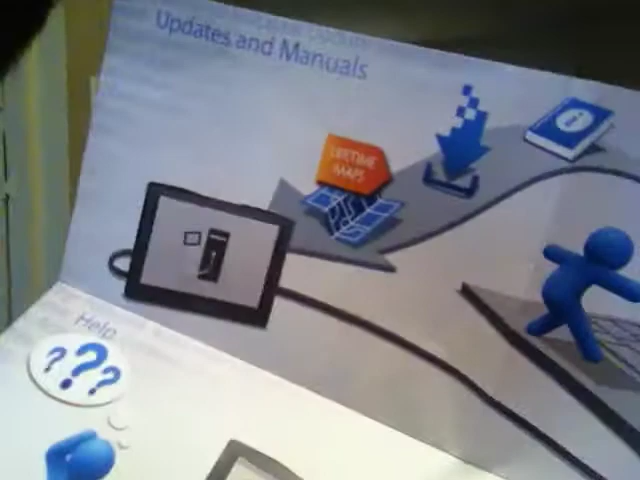 Updates and Manuals
LIFETIME
MAPS
i
Help
? ? ?